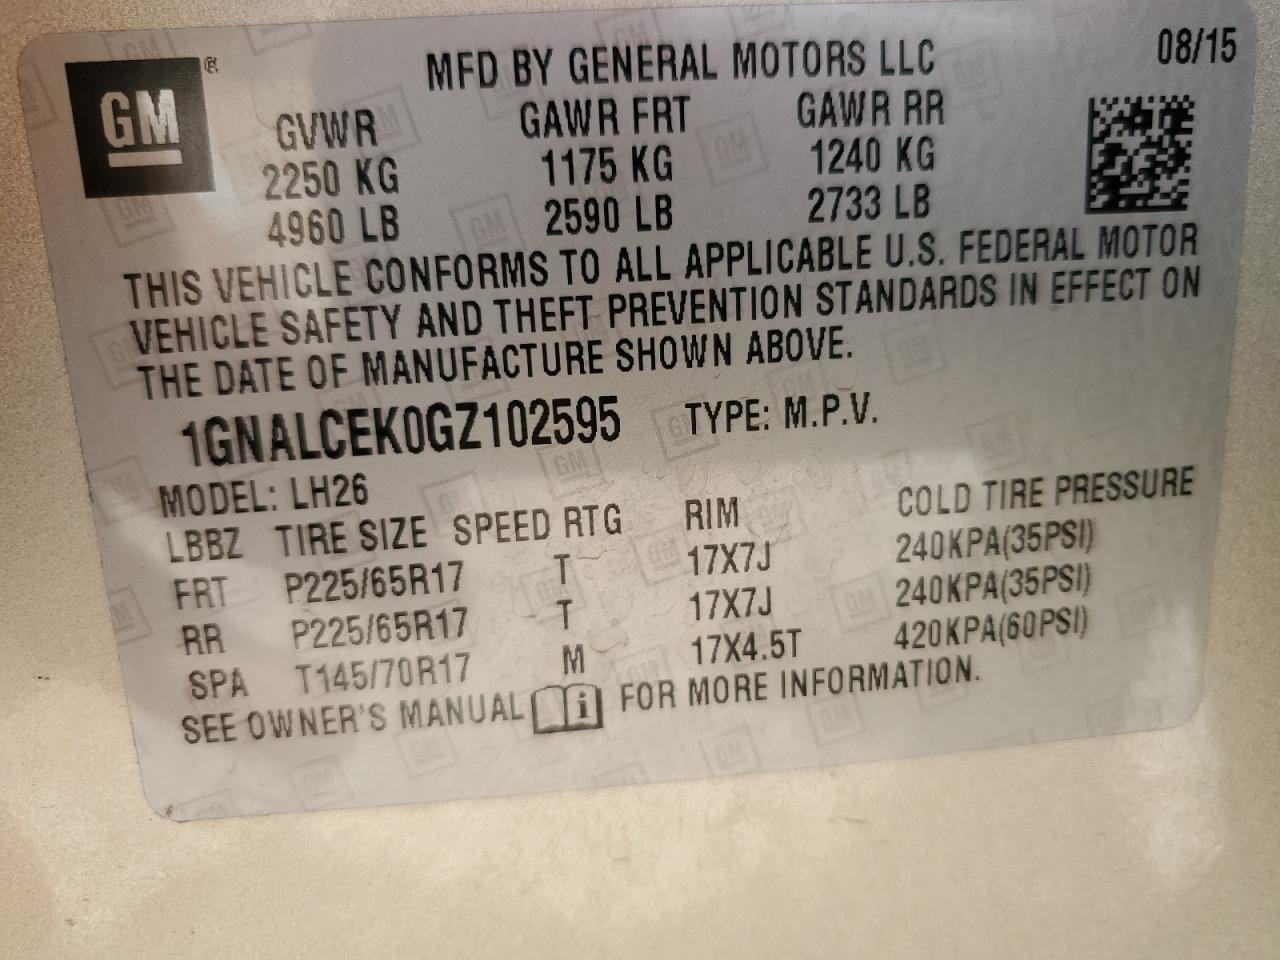 GM
MFD BY GENERAL MOTORS LLC 08/15
GVWR GAWR FRT GAWR RR
2250 KG 1175 KG 1240 KG
4960 LB 2590 LB 2733 LB
THIS VEHICLE CONFORMS TO ALL APPLICABLE U.S. FEDERAL MOTOR
VEHICLE SAFETY AND THEFT PREVENTION STANDARDS IN EFFECT ON
THE DATE OF MANUFACTURE SHOWN ABOVE.
1GNALCEK0GZ102595 TYPE: M.P.V.
MODEL: LH26
LBBZ TIRE SIZE SPEED RTG RIM COLD TIRE PRESSURE
FRT P225/65R17 T 17X7J 240KPA(35PSI)
RR P225/65R17 T 17X7J 240KPA(35PSI)
SPA T145/70R17 M 17X4.5T 420KPA(60PSI)
SEE OWNER'S MANUAL i FOR MORE INFORMATION.